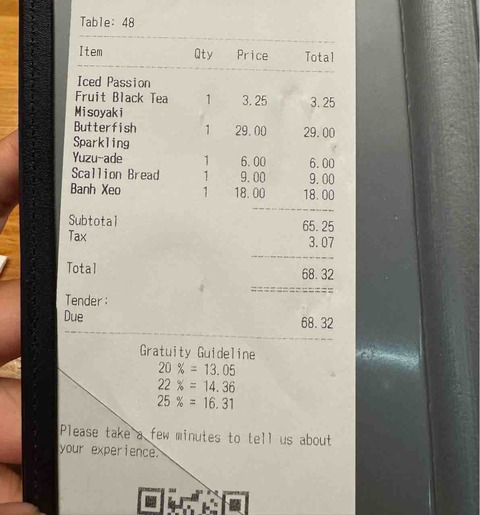 Table: 48
Item Qty Price Total
Iced Passion
Fruit Black Tea 1 3.25 3.25
Misoyaki
Butterfish 1 29.00 29.00
Sparkling
Yuzu-ade 1 6.00 6.00
Scallion Bread 1 9.00 9.00
Banh Xeo 1 18.00 18.00
Subtotal 65.25
Tax 3.07
Total 68.32
Tender:
Due 68.32
Gratuity Guideline
20 % = 13.05
22 % = 14.36
25 % = 16.31
Please take a few minutes to tell us about
your experience.